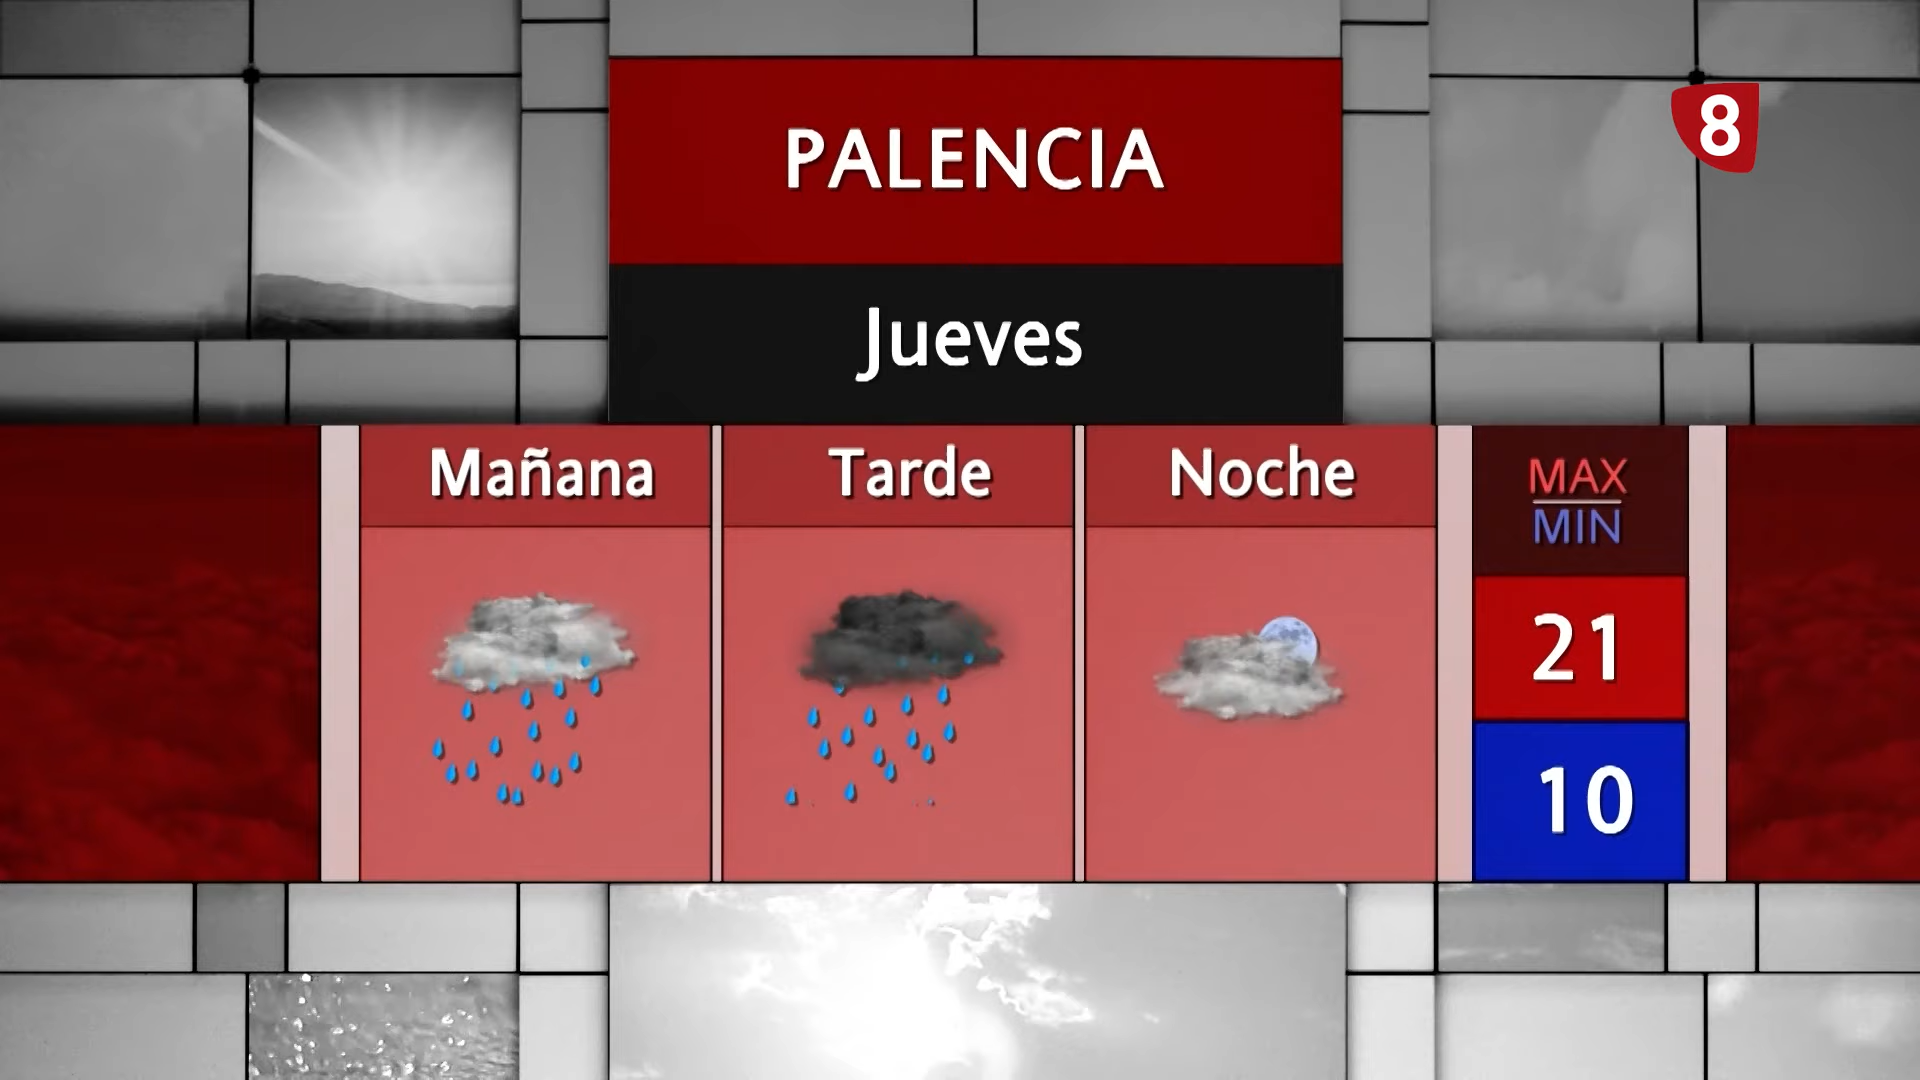 PALENCIA
8
Jueves
Mañana
Tarde
Noche
MAX
MIN
21
10